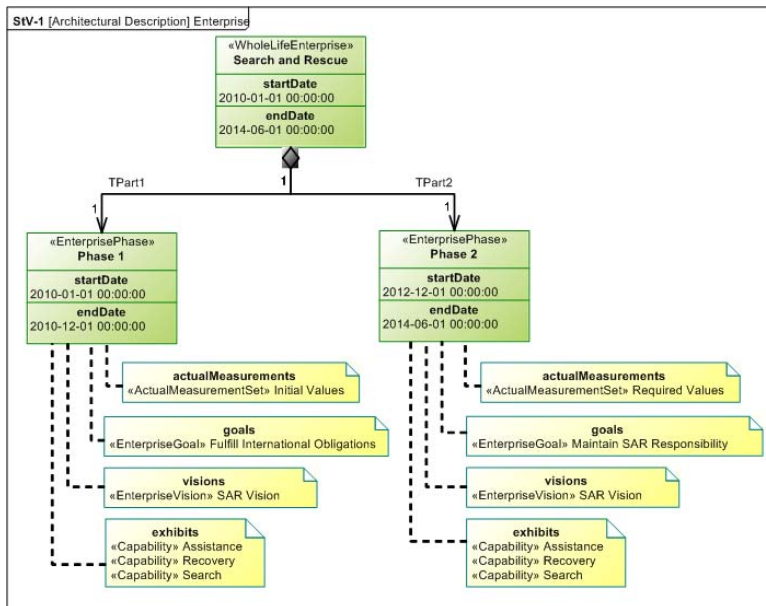 StV-1 [Architectural Description] Enterprise
«WholeLifeEnterprise»
Search and Rescue
startDate
2010-01-01 00:00:00
endDate
2014-06-01 00:00:00
1
TPart1
TPart2
1
1
«EnterprisePhase»
Phase 1
startDate
2010-01-01 00:00:00
endDate
2010-12-01 00:00:00
actualMeasurements
«ActualMeasurementSet» Initial Values
goals
«EnterpriseGoal» Fulfill International Obligations
visions
«EnterpriseVision» SAR Vision
exhibits
«Capability» Assistance
«Capability» Recovery
«Capability» Search
«EnterprisePhase»
Phase 2
startDate
2012-12-01 00:00:00
endDate
2014-06-01 00:00:00
actualMeasurements
«ActualMeasurementSet» Required Values
goals
«EnterpriseGoal» Maintain SAR Responsibility
visions
«EnterpriseVision» SAR Vision
exhibits
«Capability» Assistance
«Capability» Recovery
«Capability» Search